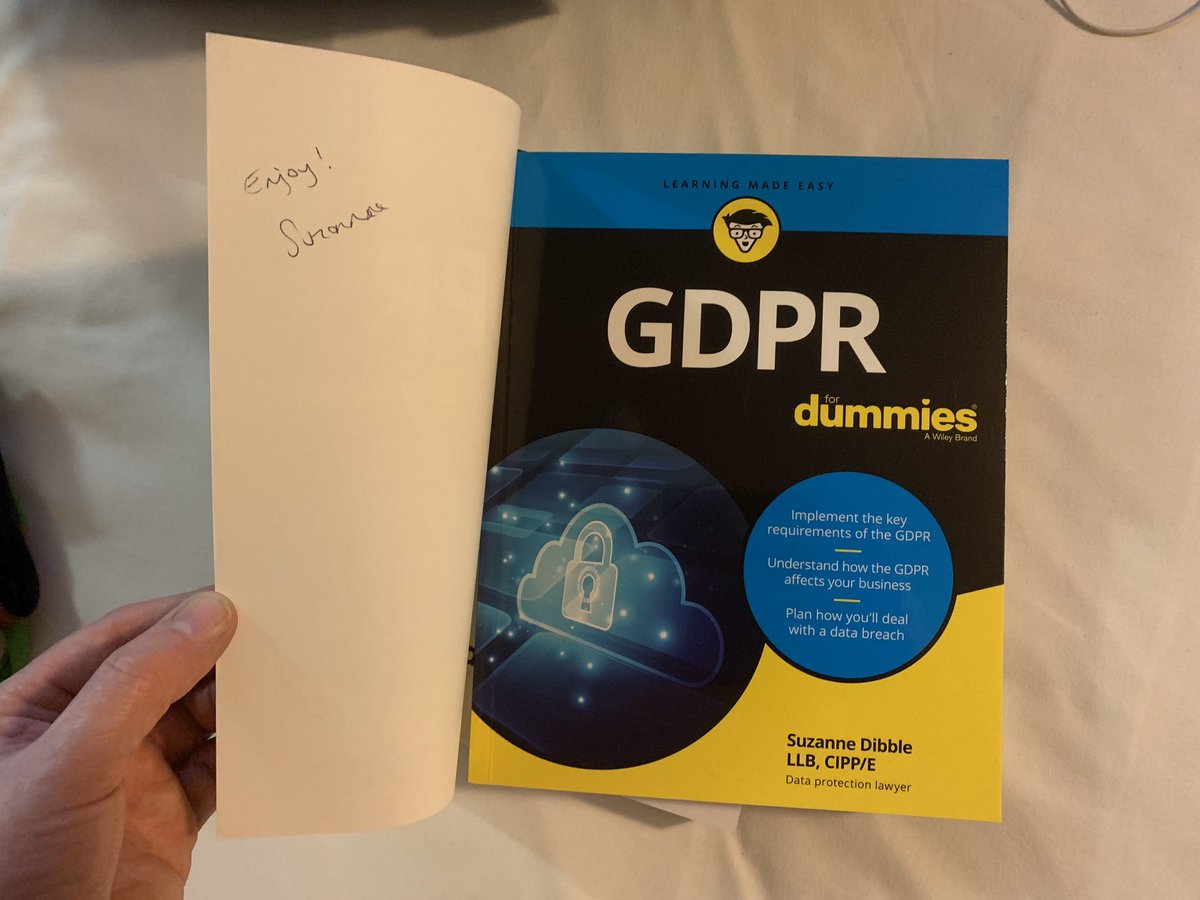 Enjoy!
Suzanne
LEARNING MADE EASY
GDPR
for
dummies®
A Wiley Brand
Implement the key
requirements of the GDPR
Understand how the GDPR
affects your business
Plan how you'll deal
with a data breach
Suzanne Dibble
LLB, CIPP/E
Data protection lawyer